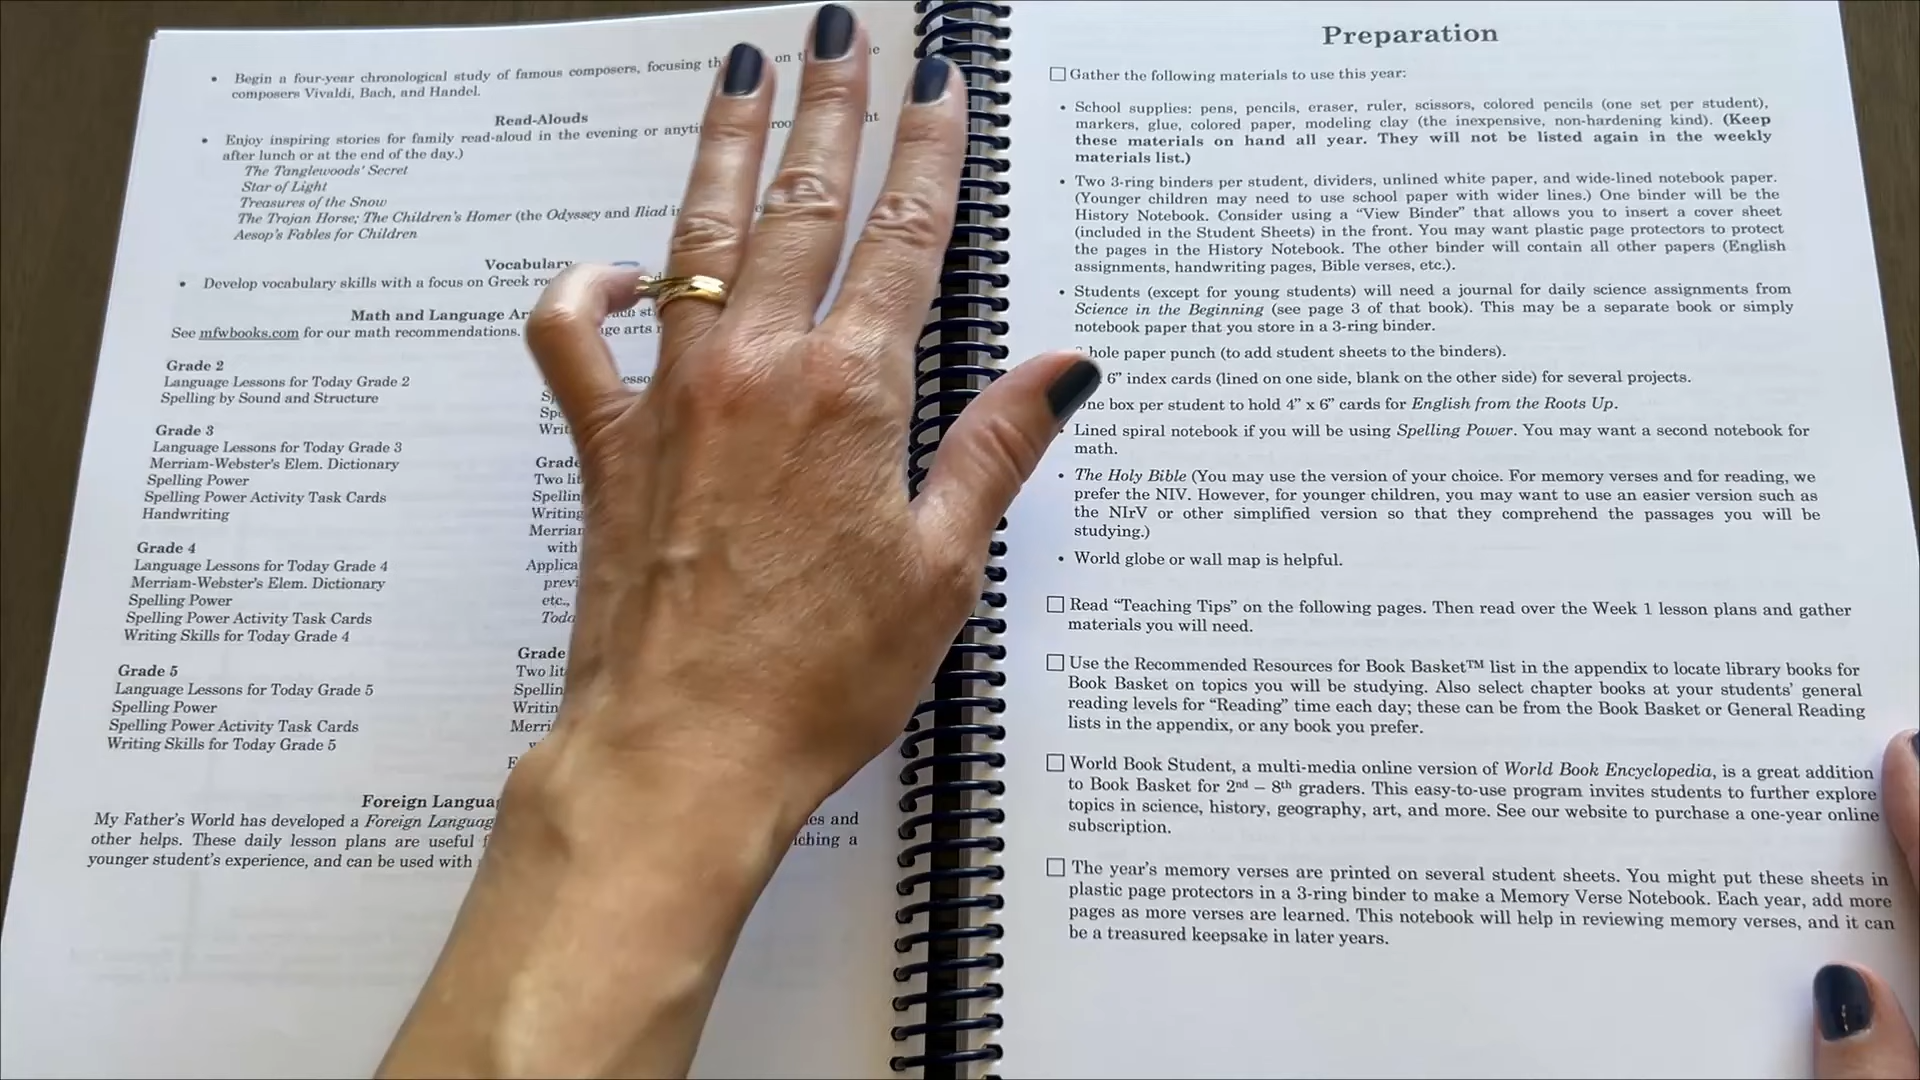 Begin a four-year chronological study of famous composers, focusing on
composers Vivaldi, Bach, and Handel.
Read-Alouds
Enjoy inspiring stories for family read-aloud in the evening or
after lunch or at the end of the day.)
The Tanglewoods' Secret
Star of Light
Treasures of the Snow
The Trojan Horse; The Children's Homer (the Odyssey and Iliad
Aesop's Fables for Children
Vocabulary
Develop vocabulary skills with a focus on Greek
Math and Language
See mfwbooks.com for our math recommendations.
Grade 2
Language Lessons for Today Grade 2
Spelling by Sound and Structure
Grade 3
Language Lessons for Today Grade 3
Merriam-Webster's Elem. Dictionary
Spelling Power
Spelling Power Activity Task Cards
Handwriting
Grade 4
Language Lessons for Today Grade 4
Merriam-Webster's Elem. Dictionary
Spelling Power
Spelling Power Activity Task Cards
Writing Skills for Today Grade 4
Grade 5
Language Lessons for Today Grade 5
Spelling Power
Spelling Power Activity Task Cards
Writing Skills for Today Grade 5
Grade
Two
Writing
with
etc.,
Grade
Two
Foreign
My Father's World has developed a Foreign and
other helps. These daily lesson plans are useful a
younger student's experience, and can be used with
Preparation
Gather the following materials to use this year:
• School supplies: pens, pencils, eraser, ruler, scissors, colored pencils (one set per student),
markers, glue, colored paper, modeling clay (the inexpensive, non-hardening kind). (Keep
these materials on hand all year. They will not be listed again in the weekly
materials list.)
• Two 3-ring binders per student, dividers, unlined white paper, and wide-lined notebook paper.
(Younger children may need to use school paper with wider lines.) One binder will be the
History Notebook. Consider using a “View Binder” that allows you to insert a cover sheet
(included in the Student Sheets) in the front. You may want plastic page protectors to protect
the pages in the History Notebook. The other binder will contain all other papers (English
assignments, handwriting pages, Bible verses, etc.).
• Students (except for young students) will need a journal for daily science assignments from
Science in the Beginning (see page 3 of that book). This may be a separate book or simply
notebook paper that you store in a 3-ring binder.
hole paper punch (to add student sheets to the binders).
6” index cards (lined on one side, blank on the other side) for several projects.
One box per student to hold 4” x 6” cards for English from the Roots Up.
• Lined spiral notebook if you will be using Spelling Power. You may want a second notebook for
math.
• The Holy Bible (You may use the version of your choice. For memory verses and for reading, we
prefer the NIV. However, for younger children, you may want to use an easier version such as
the NIrV or other simplified version so that they comprehend the passages you will be
studying.)
• World globe or wall map is helpful.
Read “Teaching Tips” on the following pages. Then read over the Week 1 lesson plans and gather
materials you will need.
Use the Recommended Resources for Book Basket™ list in the appendix to locate library books for
Book Basket on topics you will be studying. Also select chapter books at your students’ general
reading levels for “Reading” time each day; these can be from the Book Basket or General Reading
lists in the appendix, or any book you prefer.
World Book Student, a multi-media online version of World Book Encyclopedia, is a great addition
to Book Basket for 2nd – 8th graders. This easy-to-use program invites students to further explore
topics in science, history, geography, art, and more. See our website to purchase a one-year online
subscription.
The year’s memory verses are printed on several student sheets. You might put these sheets in
plastic page protectors in a 3-ring binder to make a Memory Verse Notebook. Each year, add more
pages as more verses are learned. This notebook will help in reviewing memory verses, and it can
be a treasured keepsake in later years.